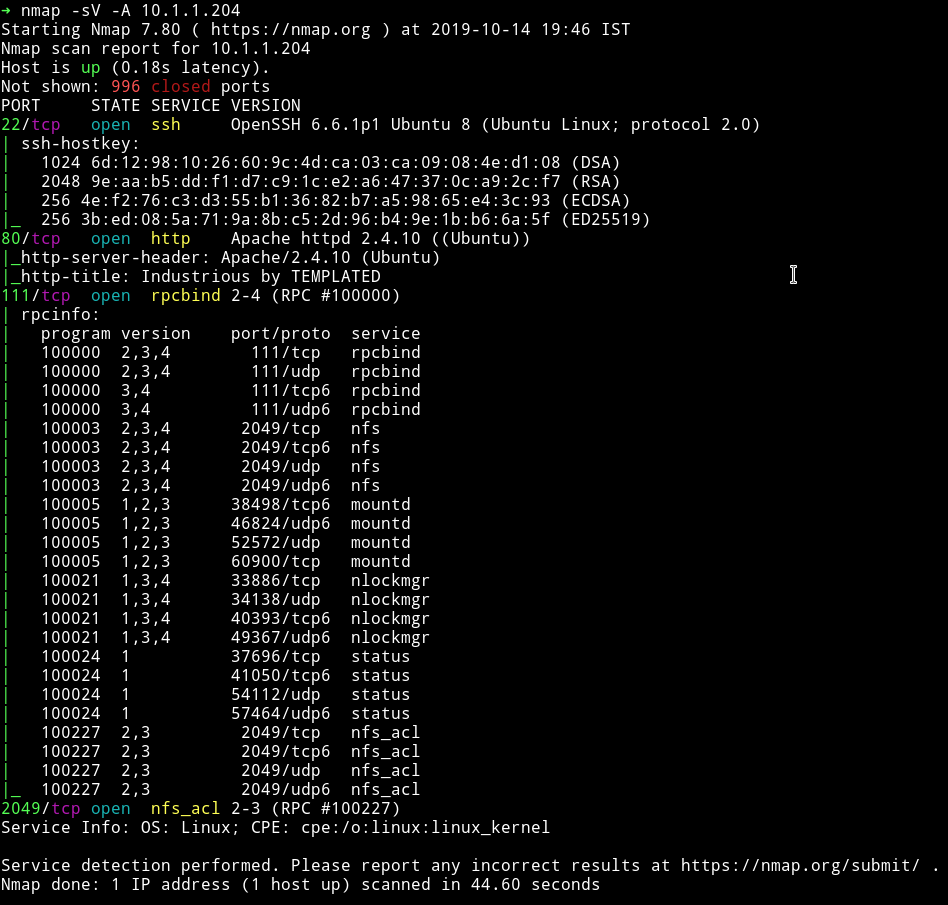 ➜ nmap -sV -A 10.1.1.204
Starting Nmap 7.80 ( https://nmap.org ) at 2019-10-14 19:46 IST
Nmap scan report for 10.1.1.204
Host is up (0.18s latency).
Not shown: 996 closed ports
PORT     STATE SERVICE VERSION
22/tcp   open  ssh     OpenSSH 6.6.1p1 Ubuntu 8 (Ubuntu Linux; protocol 2.0)
| ssh-hostkey:
|   1024 6d:12:98:10:26:60:9c:4d:ca:03:ca:09:08:4e:d1:08 (DSA)
|   2048 9e:aa:b5:dd:f1:d7:c9:1c:e2:a6:47:37:0c:a9:2c:f7 (RSA)
|   256 4e:f2:76:c3:d3:55:b1:36:82:b7:a5:98:65:e4:3c:93 (ECDSA)
|_  256 3b:ed:08:5a:71:9a:8b:c5:2d:96:b4:9e:1b:b6:6a:5f (ED25519)
80/tcp   open  http    Apache httpd 2.4.10 ((Ubuntu))
|_http-server-header: Apache/2.4.10 (Ubuntu)
|_http-title: Industrious by TEMPLATED
111/tcp  open  rpcbind 2-4 (RPC #100000)
| rpcinfo:
|   program version    port/proto  service
|   100000  2,3,4        111/tcp   rpcbind
|   100000  2,3,4        111/udp   rpcbind
|   100000  3,4          111/tcp6  rpcbind
|   100000  3,4          111/udp6  rpcbind
|   100003  2,3,4       2049/tcp   nfs
|   100003  2,3,4       2049/tcp6  nfs
|   100003  2,3,4       2049/udp   nfs
|   100003  2,3,4       2049/udp6  nfs
|   100005  1,2,3      38498/tcp6  mountd
|   100005  1,2,3      46824/udp6  mountd
|   100005  1,2,3      52572/udp   mountd
|   100005  1,2,3      60900/tcp   mountd
|   100021  1,3,4      33886/tcp   nlockmgr
|   100021  1,3,4      34138/udp   nlockmgr
|   100021  1,3,4      40393/tcp6  nlockmgr
|   100021  1,3,4      49367/udp6  nlockmgr
|   100024  1          37696/tcp   status
|   100024  1          41050/tcp6  status
|   100024  1          54112/udp   status
|   100024  1          57464/udp6  status
|   100227  2,3         2049/tcp   nfs_acl
|   100227  2,3         2049/tcp6  nfs_acl
|   100227  2,3         2049/udp   nfs_acl
|_  100227  2,3         2049/udp6  nfs_acl
2049/tcp open  nfs_acl 2-3 (RPC #100227)
Service Info: OS: Linux; CPE: cpe:/o:linux:linux_kernel
Service detection performed. Please report any incorrect results at https://nmap.org/submit/ .
Nmap done: 1 IP address (1 host up) scanned in 44.60 seconds